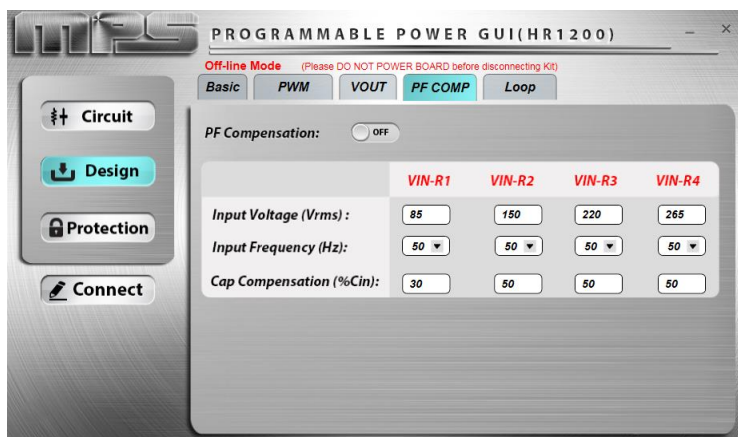 mps
PROGRAMMABLE POWER GUI(HR1200)
Off-line Mode (Please DO NOT POWER BOARD before disconnecting Kit)
Basic PWM VOUT PF COMP Loop
Circuit
Design
Protection
Connect
PF Compensation: OFF
VIN-R1 VIN-R2 VIN-R3 VIN-R4
Input Voltage (Vrms) : 85 150 220 265
Input Frequency (Hz): 50 50 50 50
Cap Compensation (%Cin): 30 50 50 50